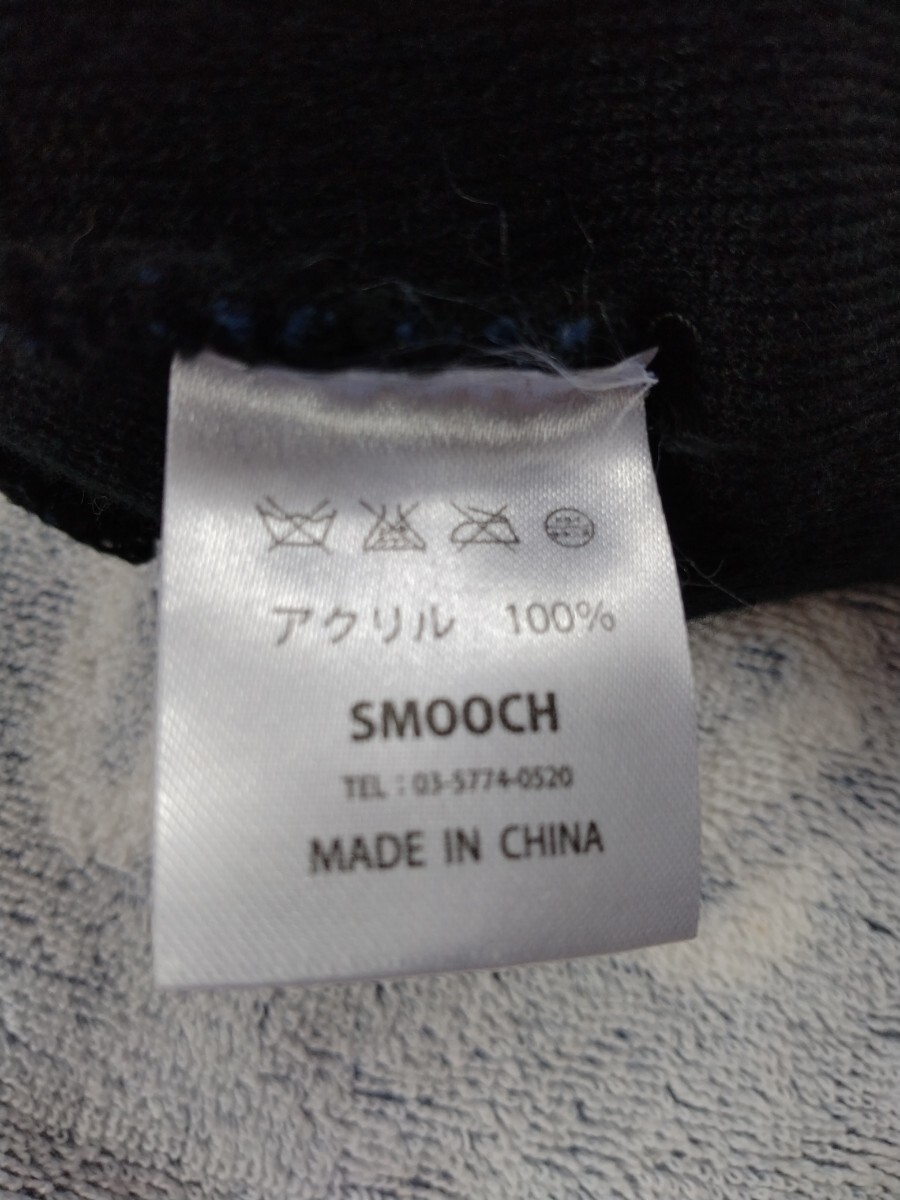 アクリル 100%
SMOOCH
TEL：03-5774-0520
MADE IN CHINA